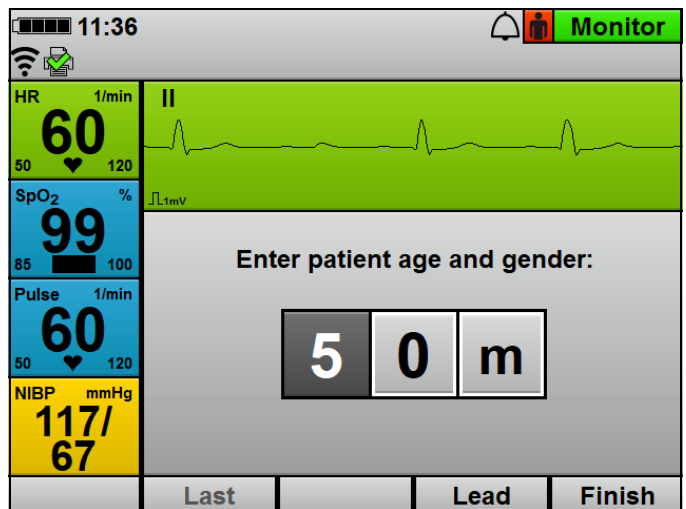 11:36 Monitor
HR 1/min
60
50 120
II
1mV
SpO2 %
99
85 100
Pulse 1/min
60
50 120
NIBP mmHg
117/
67
Enter patient age and gender:
5 0 m
Last Lead Finish